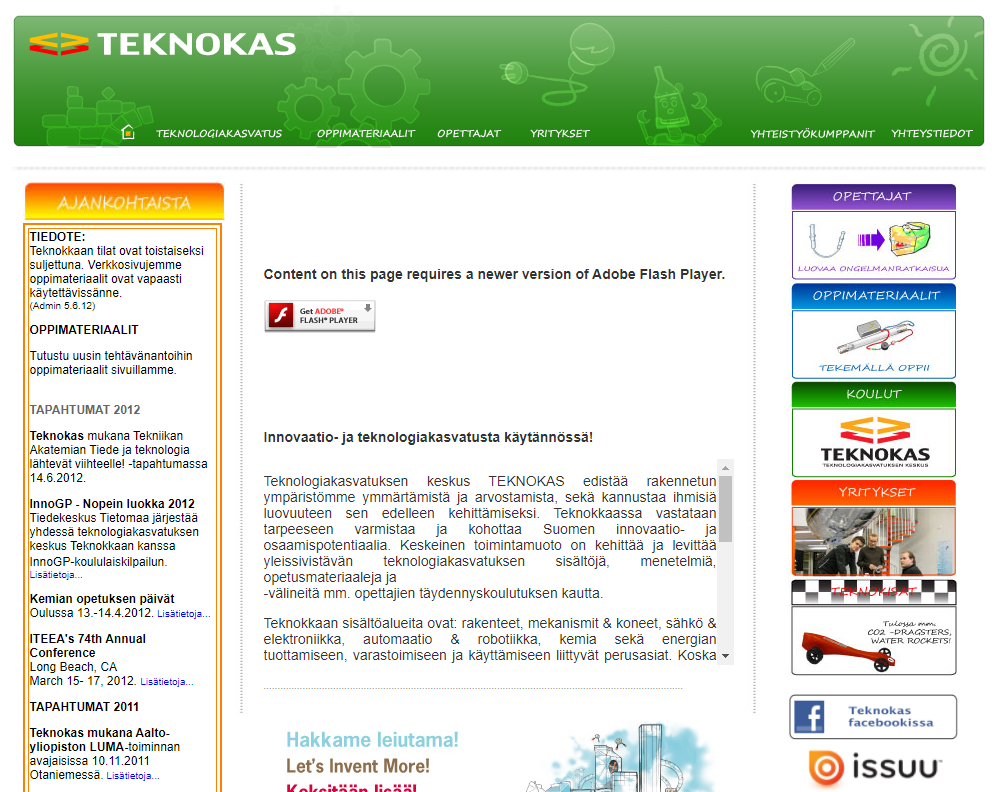 TEKNOKAS
TEKNOLOGIAKASVATUS OPPIMATERIAALIT OPETTAJAT YRITYKSET YHTEISTYÖKUMPPANIT YHTEYSTIEDOT
AJANKOHTAISTA
TIEDOTE:
Teknokkaan tilat ovat toistaiseksi
suljettuna. Verkkosivujemme
oppimateriaalit ovat vapaasti
käytettävissänne.
(Admin 5.6.12)
OPPIMATERIAALIT
Tutustu uusin tehtävänantoihin
oppimateriaalit sivuillamme.
TAPAHTUMAT 2012
Teknokas mukana Tekniikan
Akatemian Tiede ja teknologia
lähtevät viihteelle! -tapahtumassa
14.6.2012.
InnoGP - Nopein luokka 2012
Tiedekeskus Tietomaa järjestää
yhdessä teknologiakasvatuksen
keskus Teknokkaan kanssa
InnoGP-koululaiskilpailun.
Lisätietoja...
Kemian opetuksen päivät
Oulussa 13.-14.4.2012. Lisätietoja...
ITEEA's 74th Annual
Conference
Long Beach, CA
March 15- 17, 2012. Lisätietoja...
TAPAHTUMAT 2011
Teknokas mukana Aalto-
yliopiston LUMA-toiminnan
avajaisissa 10.11.2011
Otaniemessä. Lisätietoja...
Content on this page requires a newer version of Adobe Flash Player.
Get ADOBE®
FLASH® PLAYER
Innovaatio- ja teknologiakasvatusta käytännössä!
Teknologiakasvatuksen keskus TEKNOKAS edistää rakennetun
ympäristömme ymmärtämistä ja arvostamista, sekä kannustaa ihmisiä
luovuuteen sen edelleen kehittämiseksi. Teknokkaassa vastataan
tarpeeseen varmistaa ja kohottaa Suomen innovaatio- ja
osaamispotentiaalia. Keskeinen toimintamuoto on kehittää ja levittää
yleissivistävän teknologiakasvatuksen sisältöjä, menetelmiä,
opetusmateriaaleja ja
-välineitä mm. opettajien täydennyskoulutuksen kautta.
Teknokkaan sisältöalueita ovat: rakenteet, mekanismit & koneet, sähkö &
elektroniikka, automaatio & robotiikka, kemia sekä energian
tuottamiseen, varastoimiseen ja käyttämiseen liittyvät perusasiat. Koska
Hakkame leiutama!
Let's Invent More!
Keksitään lisää!
OPETTAJAT
LUOVAA ONGELMANRATKAISUA
OPPIMATERIAALIT
TEKEMÄLLÄ OPPII
KOULUT
TEKNOKAS
TEKNOLOGIAKASVATUKSEN KESKUS
YRITYKSET
TEKNOKISAT
Tulossa mm.
CO2 -DRAGSTERS,
WATER ROCKETS!
Teknokas
facebookissa
issuu